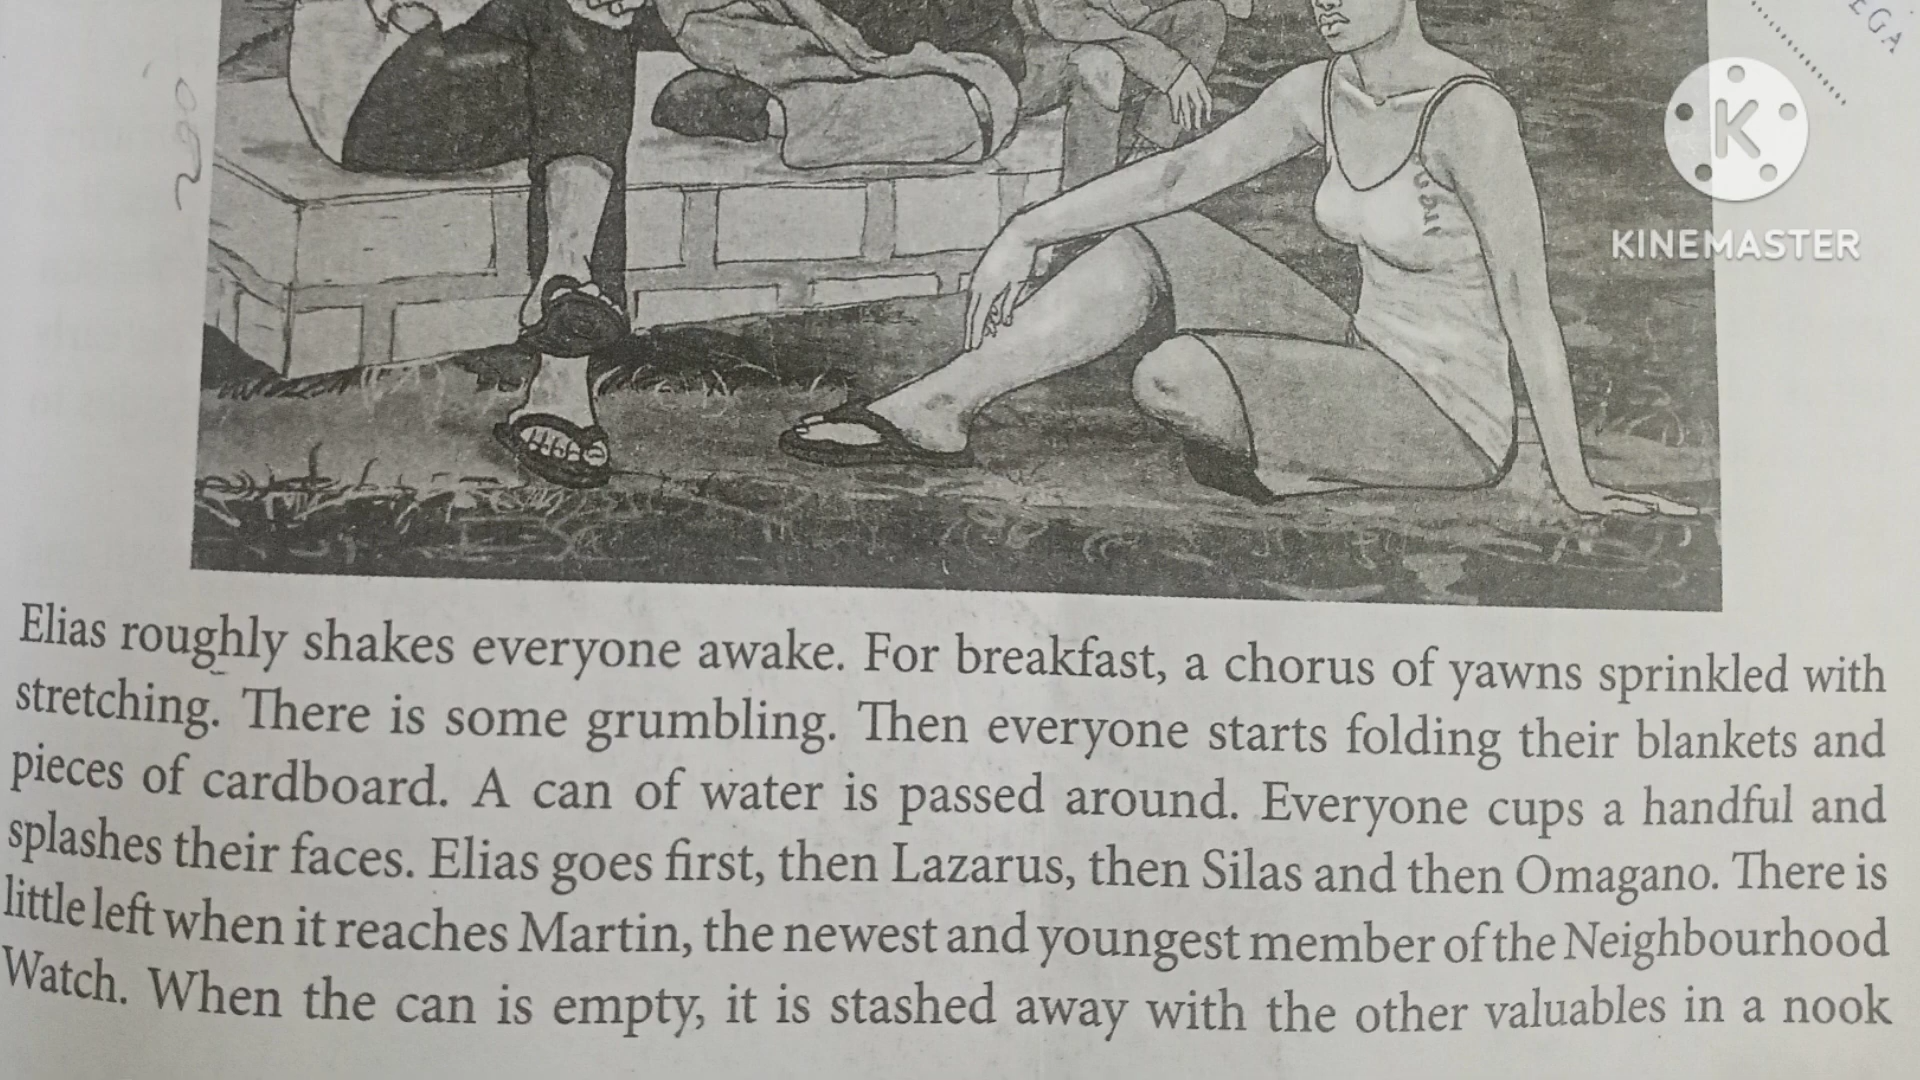 EGA
K
KINEMASTER
Elias roughly shakes everyone awake. For breakfast, a chorus of yawns sprinkled with
stretching. There is some grumbling. Then everyone starts folding their blankets and
pieces of cardboard. A can of water is passed around. Everyone cups a handful and
splashes their faces. Elias goes first, then Lazarus, then Silas and then Omagano. There is
little left when it reaches Martin, the newest and youngest member of the Neighbourhood
Watch. When the can is empty, it is stashed away with the other valuables in a nook